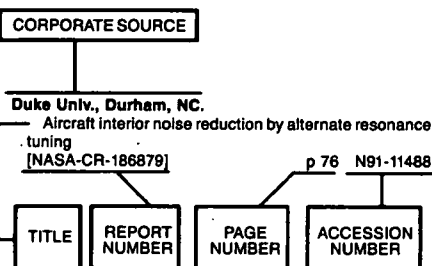 CORPORATE SOURCE
Duke Univ., Durham, NC.
Aircraft interior noise reduction by alternate resonance
tuning
[NASA-CR-186879] p 76 N91-11488
TITLE REPORT NUMBER PAGE NUMBER ACCESSION NUMBER